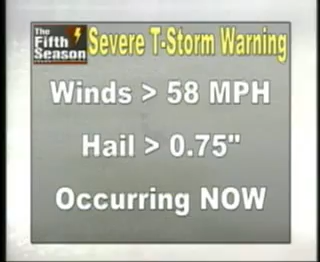 The
Fifth
Season
Severe T-Storm Warning
Winds > 58 MPH
Hail > 0.75"
Occurring NOW